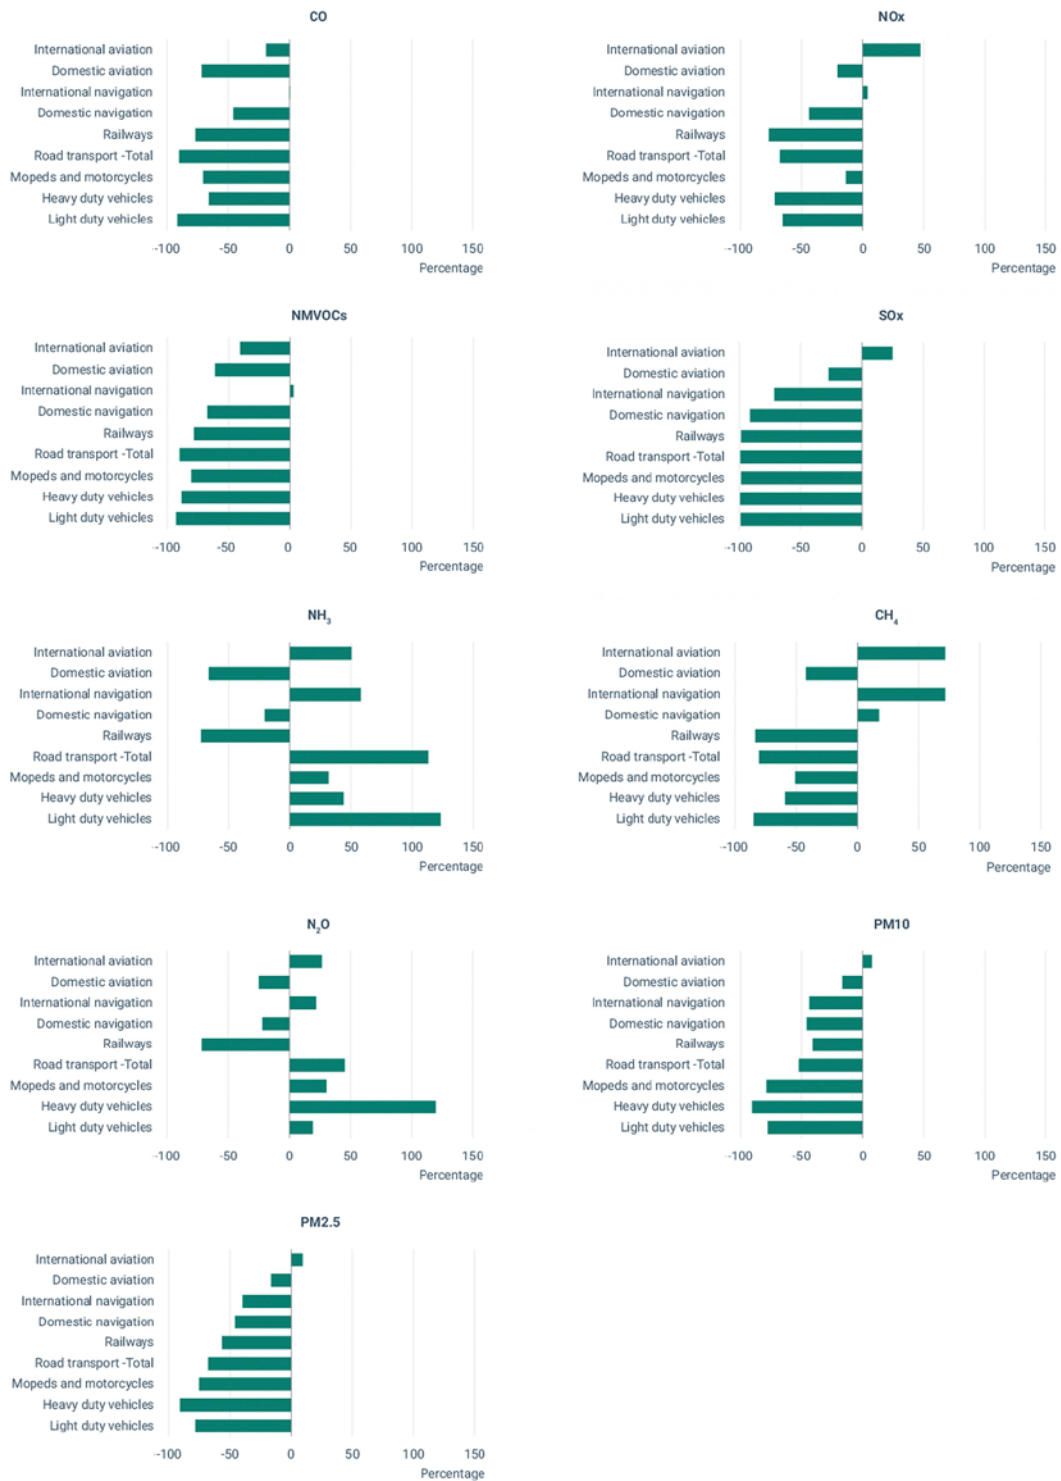 CO
International aviation
Domestic aviation
International navigation
Domestic navigation
Railways
Road transport -Total
Mopeds and motorcycles
Heavy duty vehicles
Light duty vehicles
-100 -50 0 50 100 150
Percentage
NOx
International aviation
Domestic aviation
International navigation
Domestic navigation
Railways
Road transport -Total
Mopeds and motorcycles
Heavy duty vehicles
Light duty vehicles
-100 -50 0 50 100 150
Percentage
NMVOCs
International aviation
Domestic aviation
International navigation
Domestic navigation
Railways
Road transport -Total
Mopeds and motorcycles
Heavy duty vehicles
Light duty vehicles
-100 -50 0 50 100 150
Percentage
SOx
International aviation
Domestic aviation
International navigation
Domestic navigation
Railways
Road transport -Total
Mopeds and motorcycles
Heavy duty vehicles
Light duty vehicles
-100 -50 0 50 100 150
Percentage
NH₃
International aviation
Domestic aviation
International navigation
Domestic navigation
Railways
Road transport -Total
Mopeds and motorcycles
Heavy duty vehicles
Light duty vehicles
-100 -50 0 50 100 150
Percentage
CH₄
International aviation
Domestic aviation
International navigation
Domestic navigation
Railways
Road transport -Total
Mopeds and motorcycles
Heavy duty vehicles
Light duty vehicles
-100 -50 0 50 100 150
Percentage
N₂O
International aviation
Domestic aviation
International navigation
Domestic navigation
Railways
Road transport -Total
Mopeds and motorcycles
Heavy duty vehicles
Light duty vehicles
-100 -50 0 50 100 150
Percentage
PM10
International aviation
Domestic aviation
International navigation
Domestic navigation
Railways
Road transport -Total
Mopeds and motorcycles
Heavy duty vehicles
Light duty vehicles
-100 -50 0 50 100 150
Percentage
PM2.5
International aviation
Domestic aviation
International navigation
Domestic navigation
Railways
Road transport -Total
Mopeds and motorcycles
Heavy duty vehicles
Light duty vehicles
-100 -50 0 50 100 150
Percentage